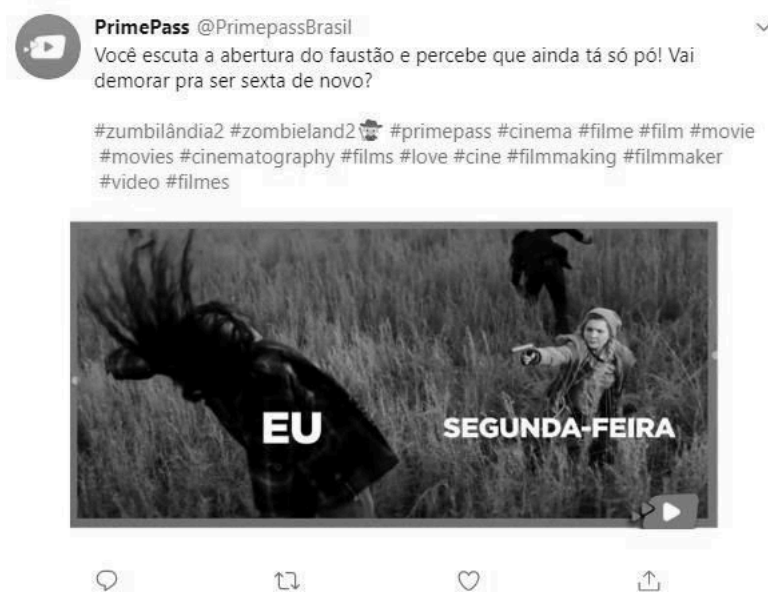 PrimePass @PrimepassBrasil
Você escuta a abertura do faustão e percebe que ainda tá só pó! Vai
demorar pra ser sexta de novo?
#zumbilândia2 #zombieland2 #primepass #cinema #filme #film #movie
#movies #cinematography #films #love #cine #filmmaking #filmmaker
#video #filmes
EU
SEGUNDA-FEIRA